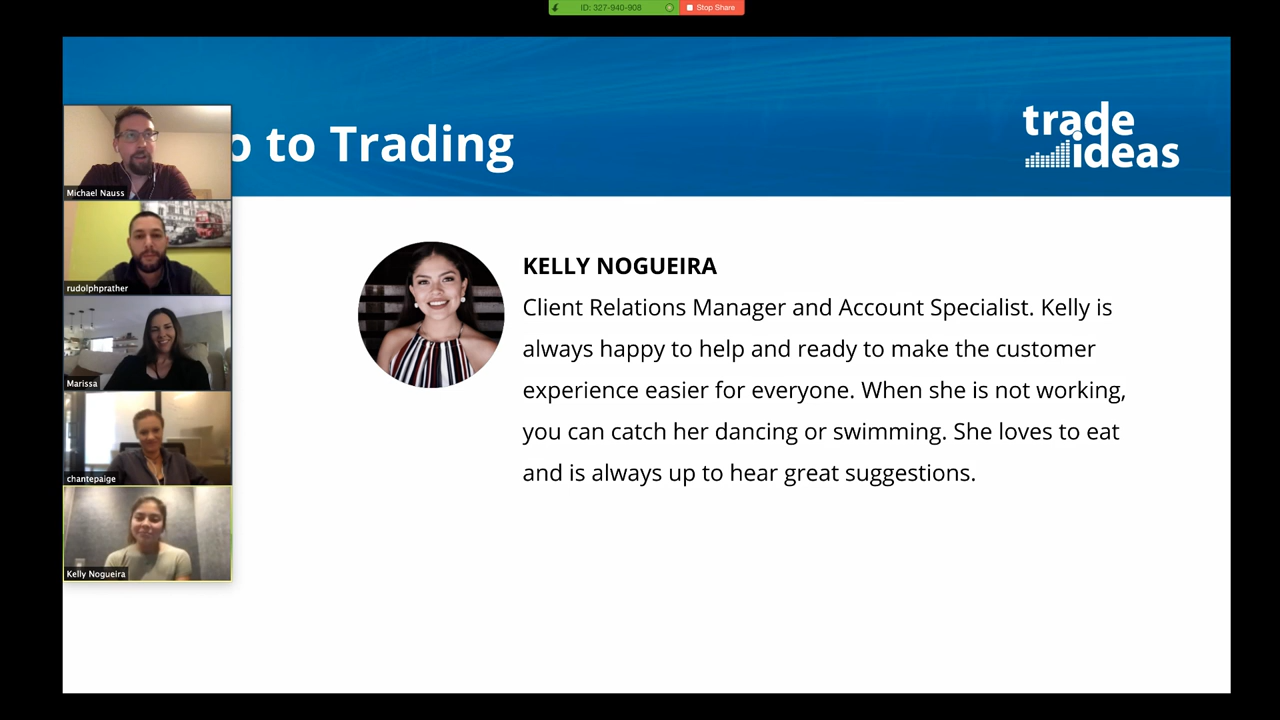 ID: 327-940-908
Stop Share
to Trading
trade
ideas
Michael Nauss
rudolphprather
Marissa
chantepaige
Kelly Nogueira
KELLY NOGUEIRA
Client Relations Manager and Account Specialist. Kelly is
always happy to help and ready to make the customer
experience easier for everyone. When she is not working,
you can catch her dancing or swimming. She loves to eat
and is always up to hear great suggestions.